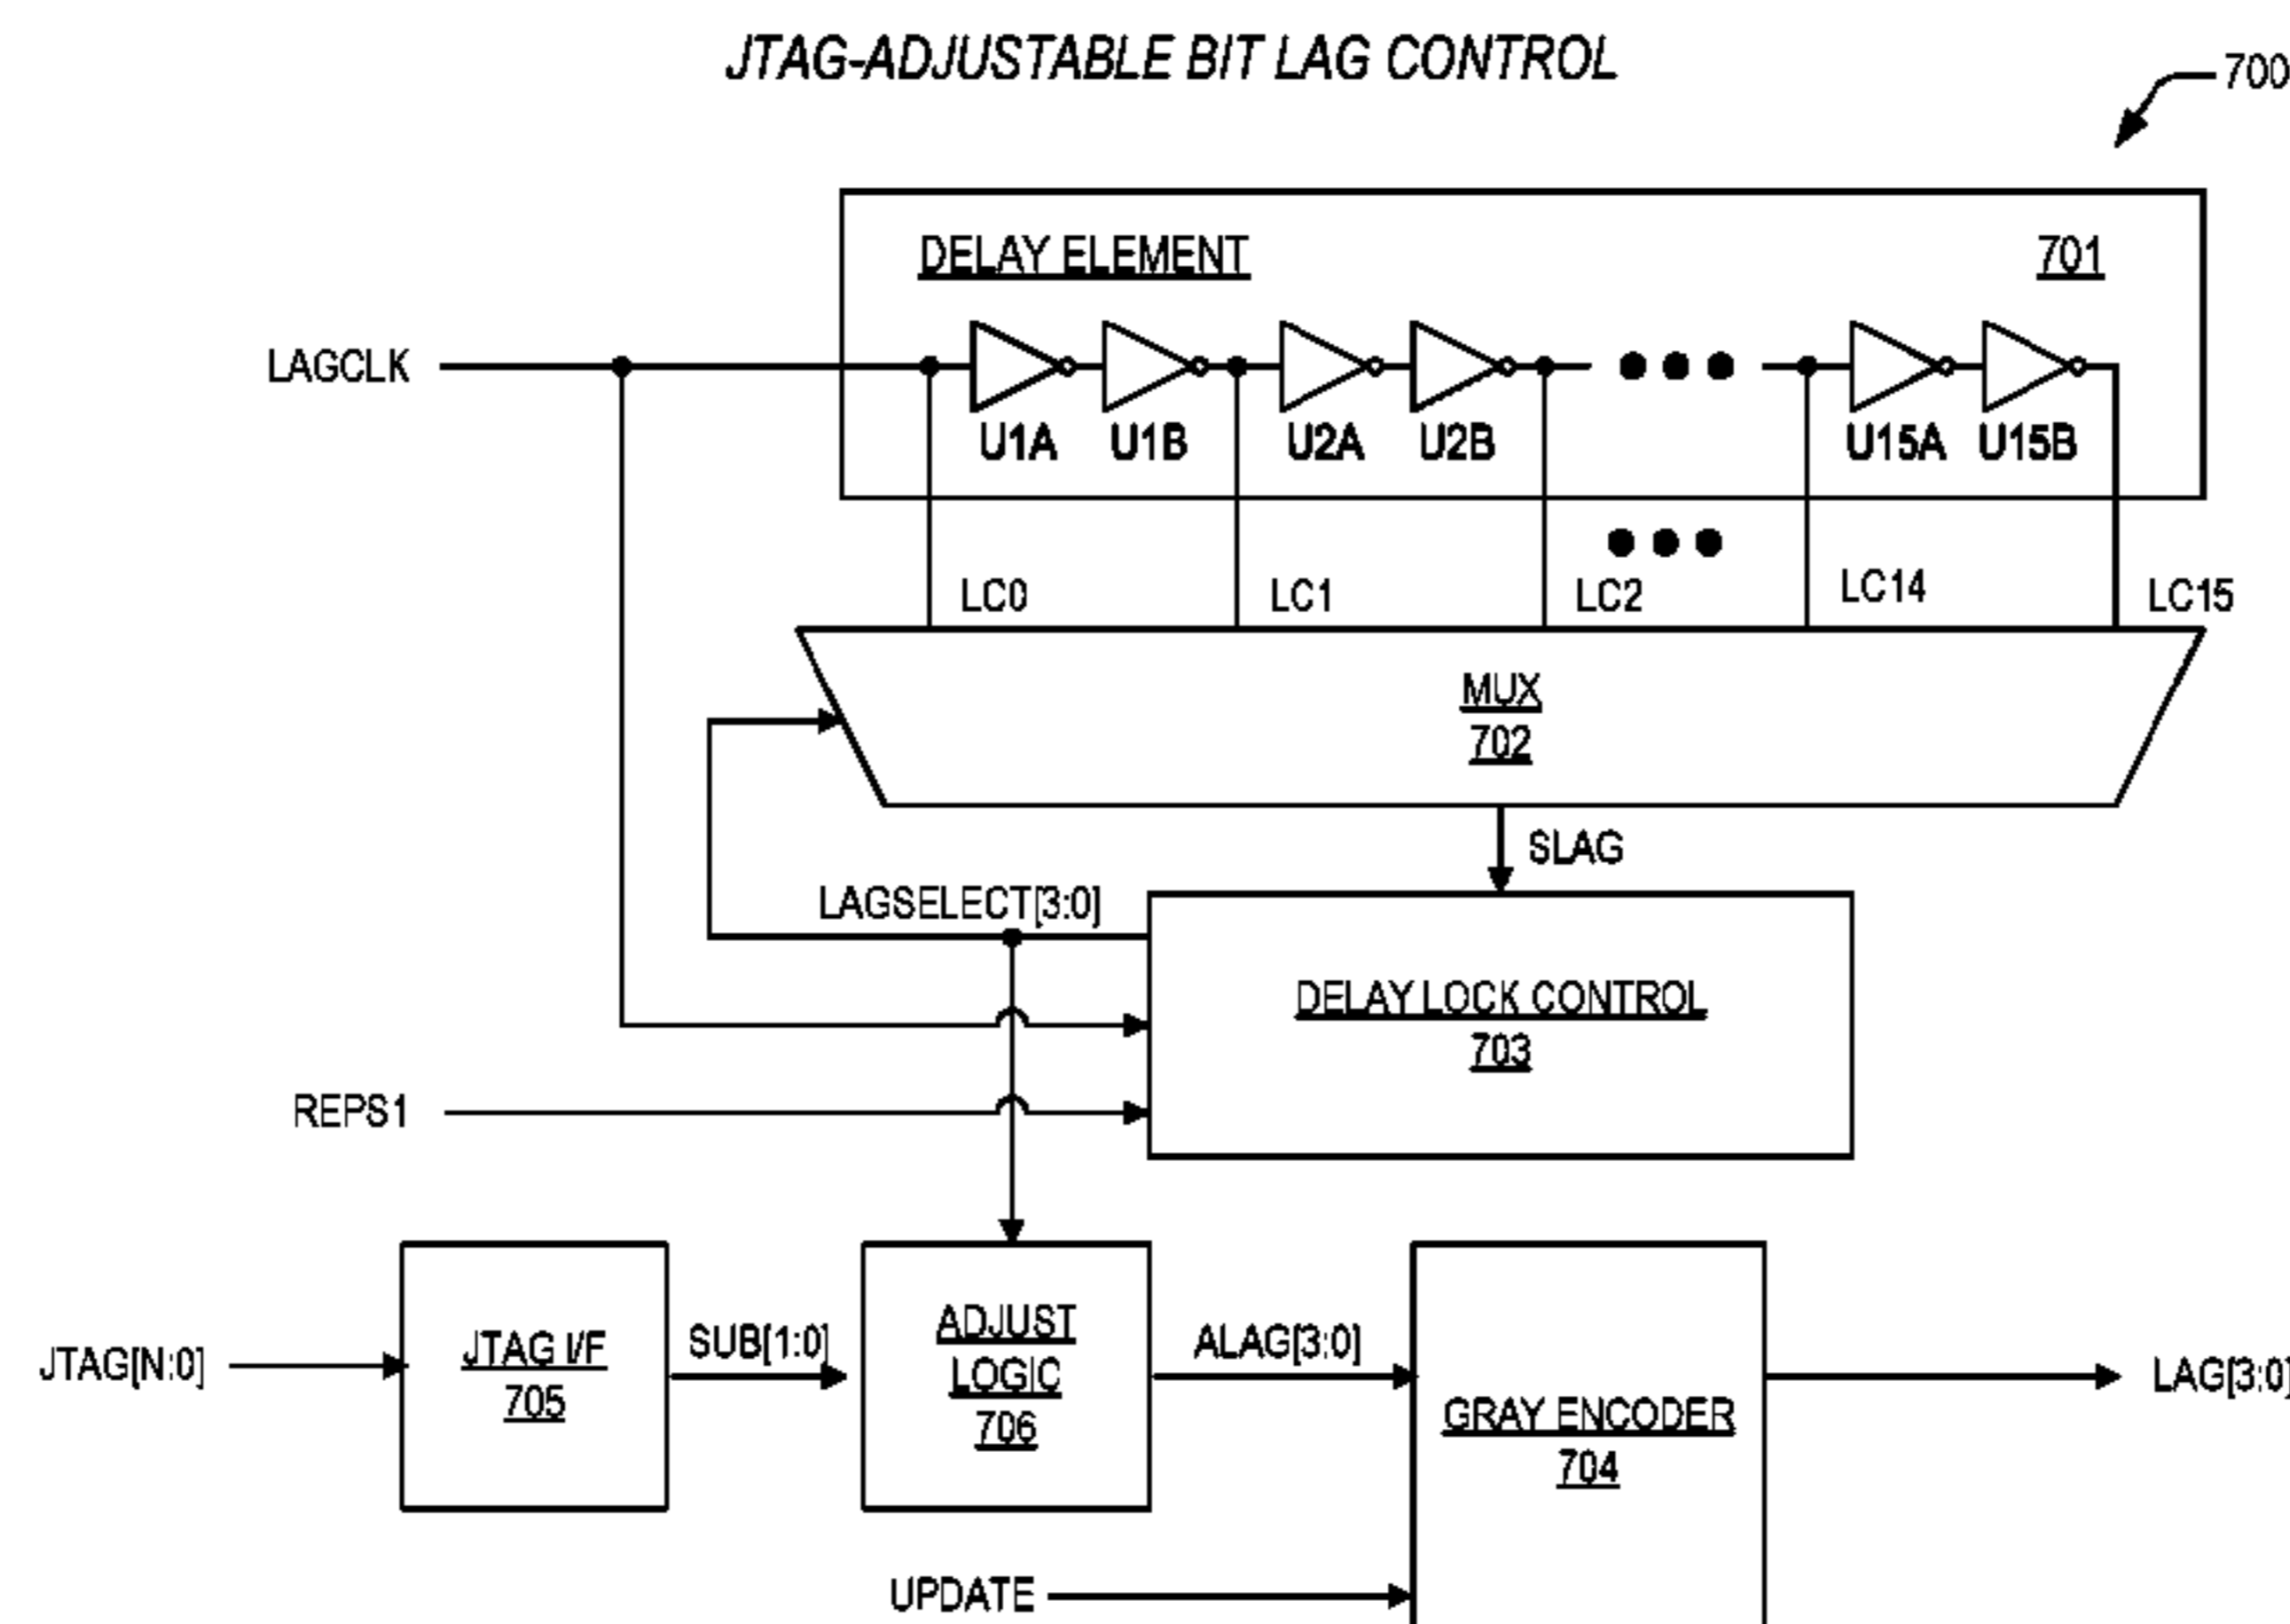 JTAG-ADJUSTABLE BIT LAG CONTROL
700
DELAY ELEMENT
701
LAGCLK
U1A
U1B
U2A
U2B
U15A
U15B
LC0
LC1
LC2
LC14
LC15
MUX
702
SLAG
LAGSELECT[3:0]
DELAY LOCK CONTROL
703
REPS1
JTAG[N:0]
JTAG I/F
705
SUB[1:0]
ADJUST
LOGIC
706
ALAG[3:0]
GRAY ENCODER
704
LAG[3:0]
UPDATE